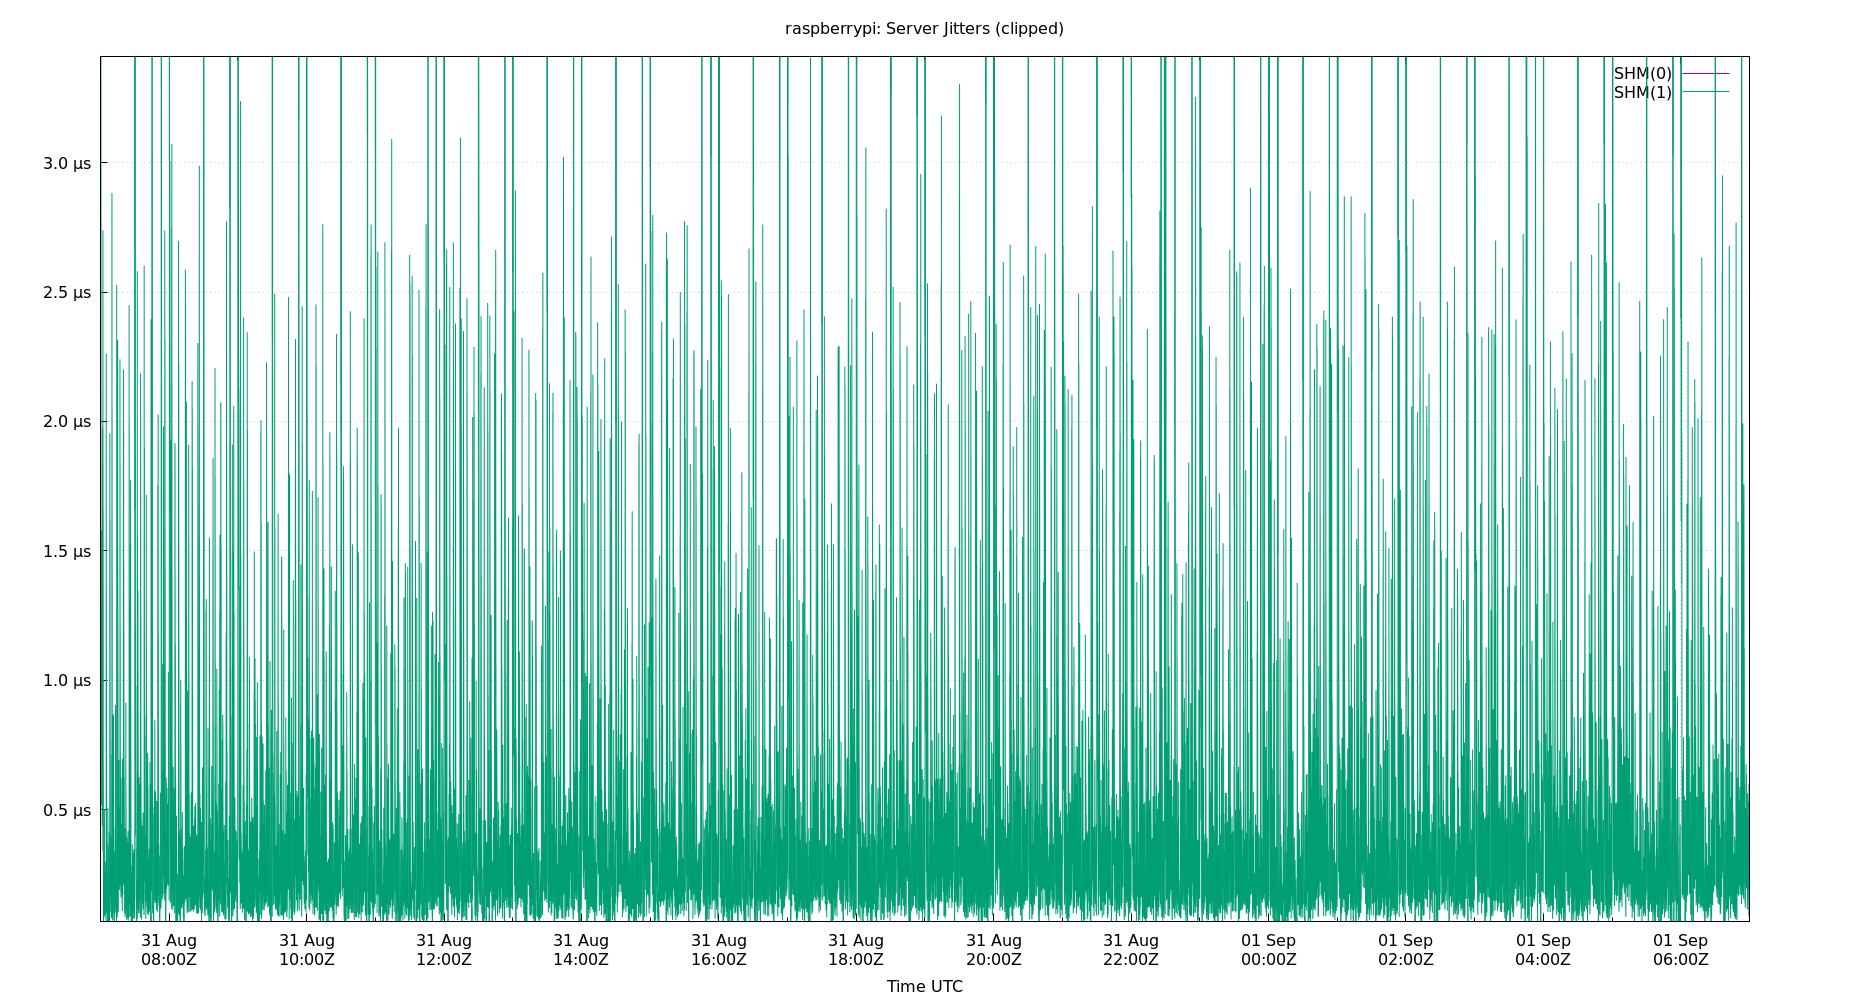 raspberrypi: Server Jitters (clipped)
SHM(0)
SHM(1)
3.0 µs
2.5 µs
2.0 µs
1.5 µs
1.0 µs
0.5 µs
31 Aug 31 Aug 31 Aug 31 Aug 31 Aug 31 Aug 31 Aug 31 Aug 01 Sep 01 Sep 01 Sep 01 Sep
08:00Z 10:00Z 12:00Z 14:00Z 16:00Z 18:00Z 20:00Z 22:00Z 00:00Z 02:00Z 04:00Z 06:00Z
Time UTC